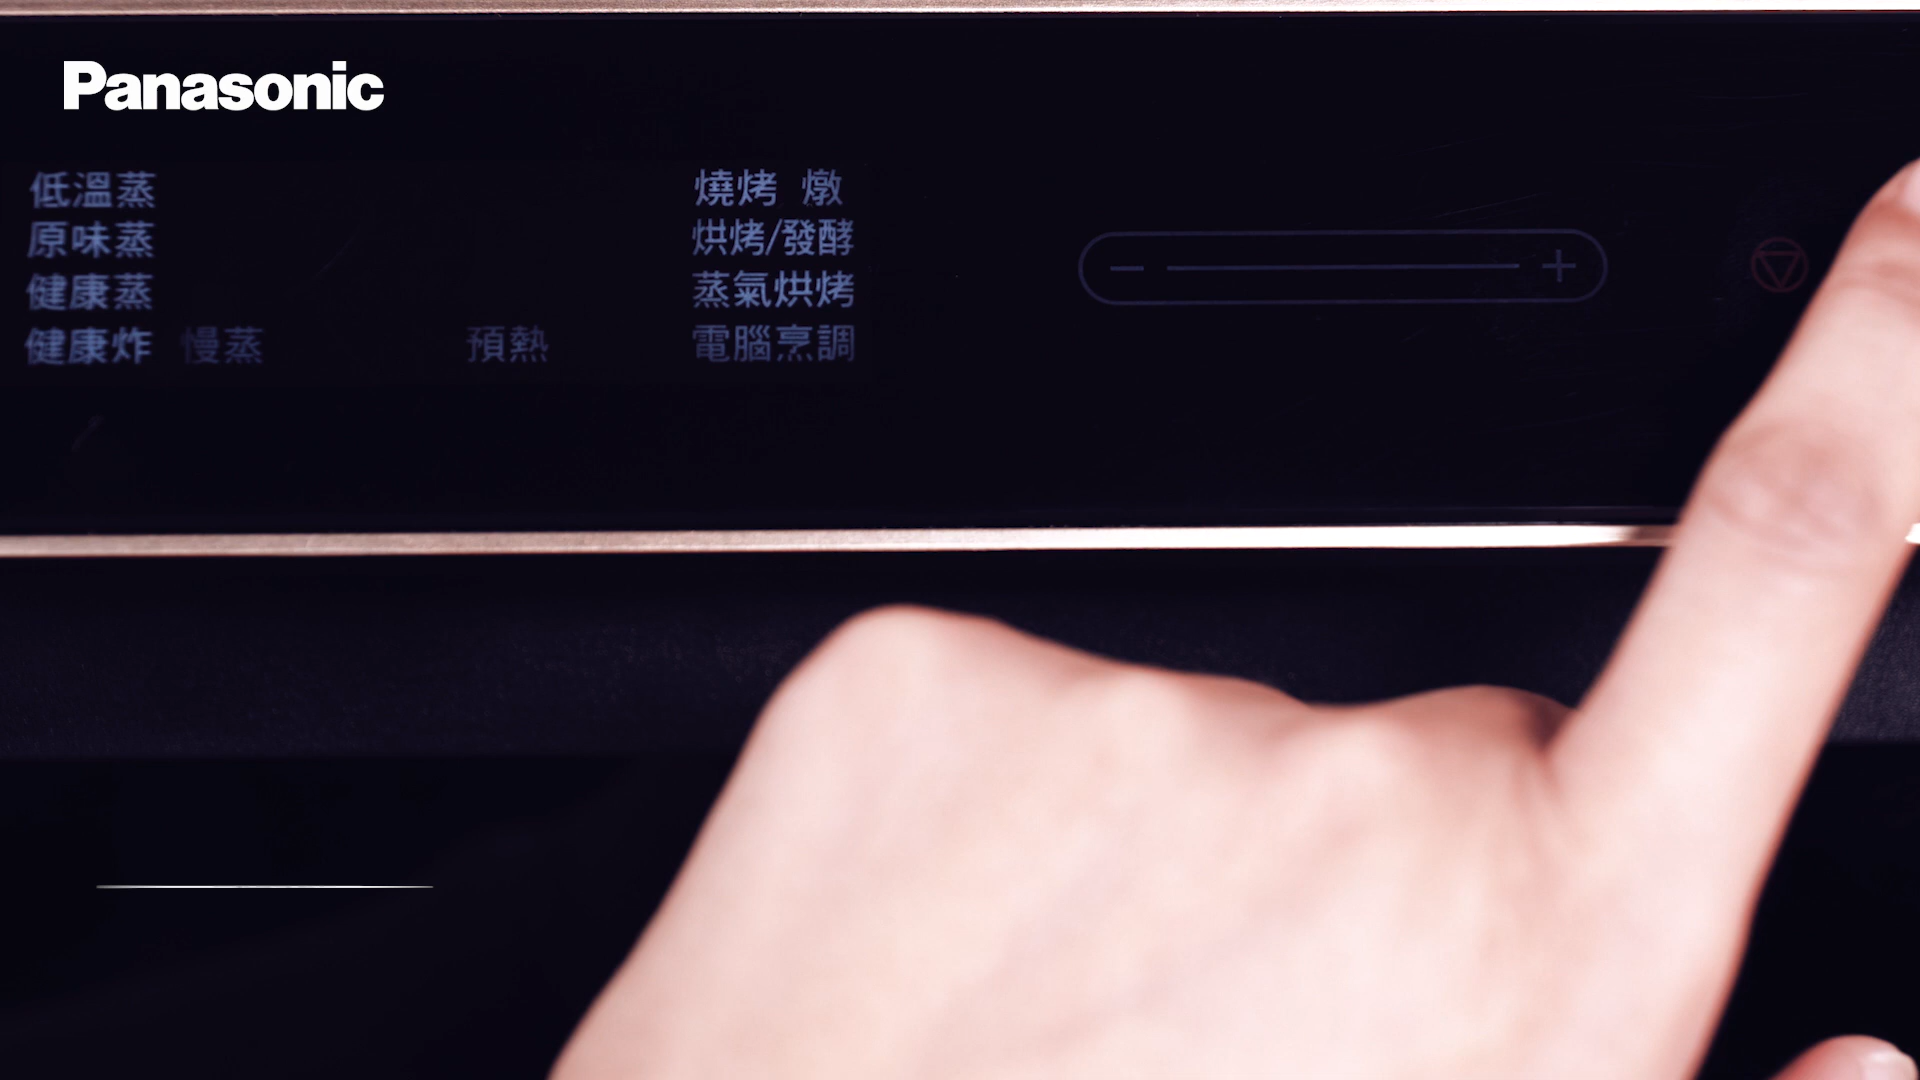 Panasonic
低溫蒸
原味蒸
健康蒸
健康炸 慢蒸
預熱
燒烤 燉
烘烤/發酵
蒸氣烘烤
電腦烹調